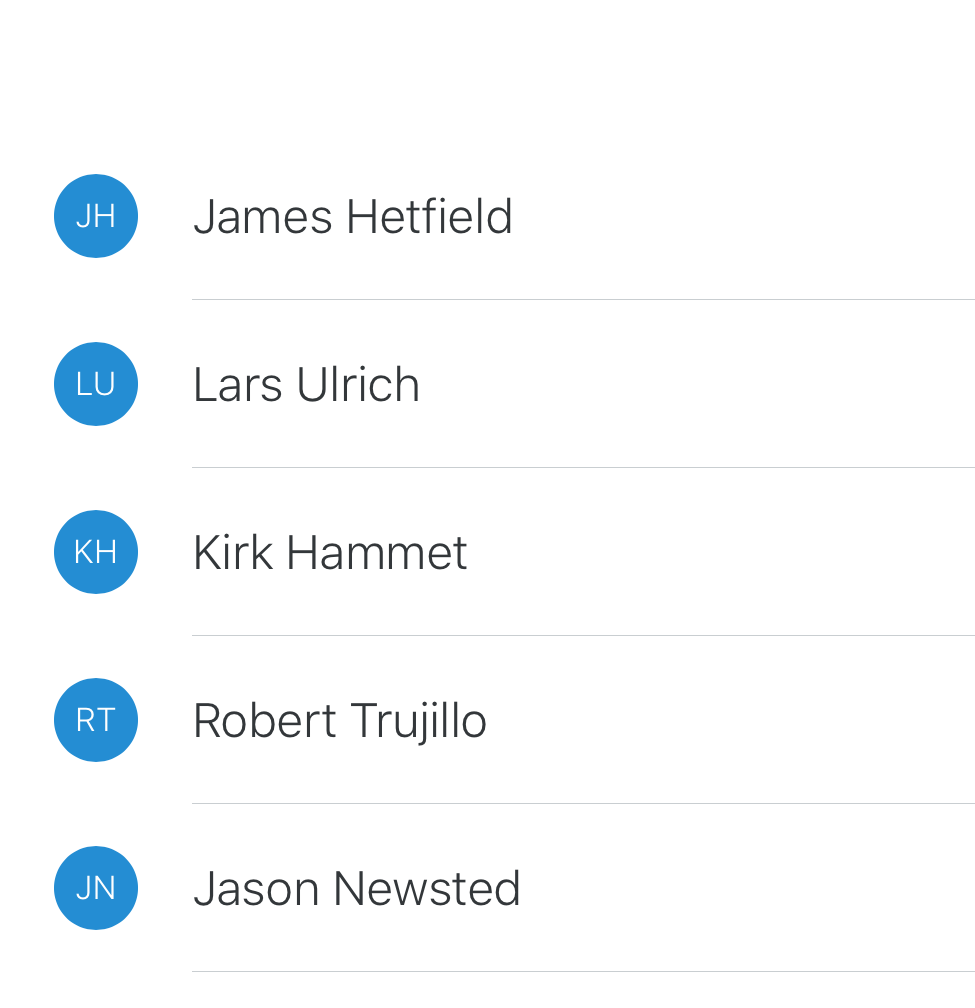 JH James Hetfield
LU Lars Ulrich
KH Kirk Hammet
RT Robert Trujillo
JN Jason Newsted